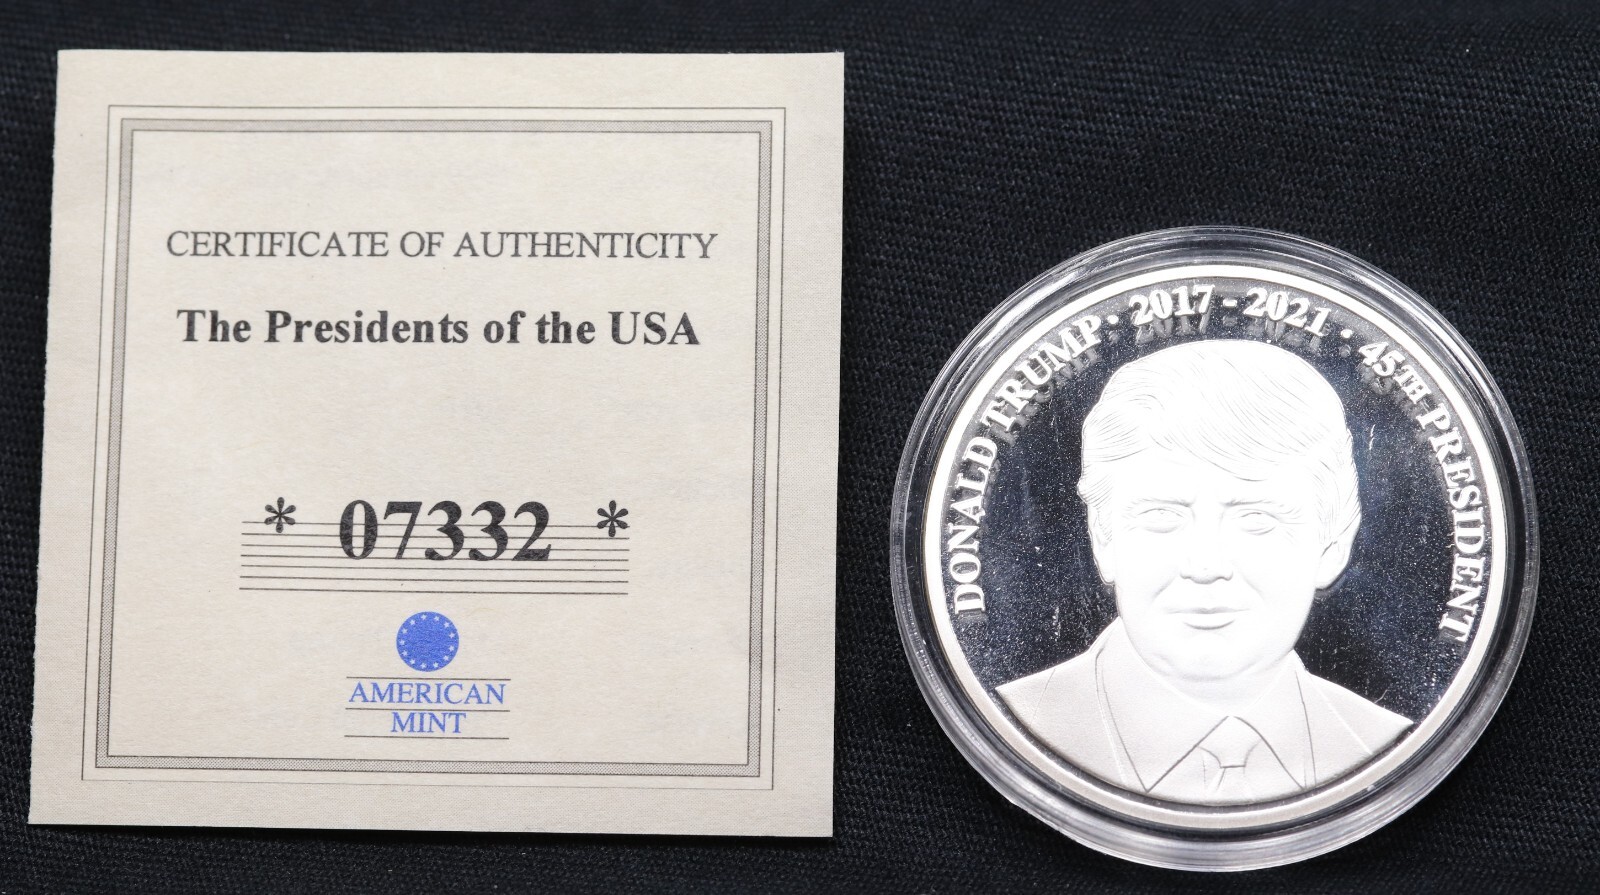 CERTIFICATE OF AUTHENTICITY
The Presidents of the USA
* 07332 *
AMERICAN
MINT
DONALD TRUMP · 2017 - 2021 · 45TH PRESIDENT